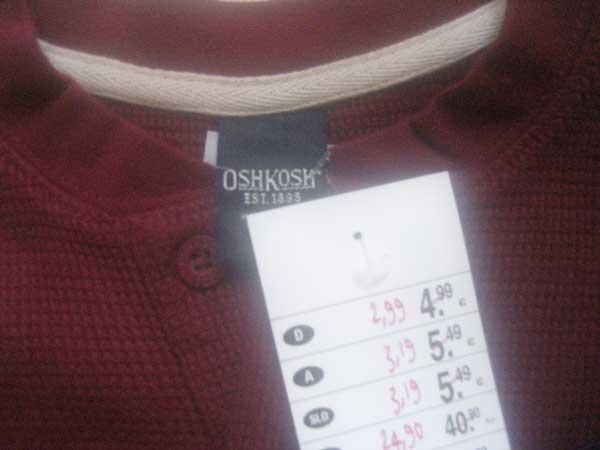 OSHKOSH
EST. 1895
D 2,99 4.99 €
A 3,19 5.49 €
SLO 3,19 5.49 €
24,90 40.90